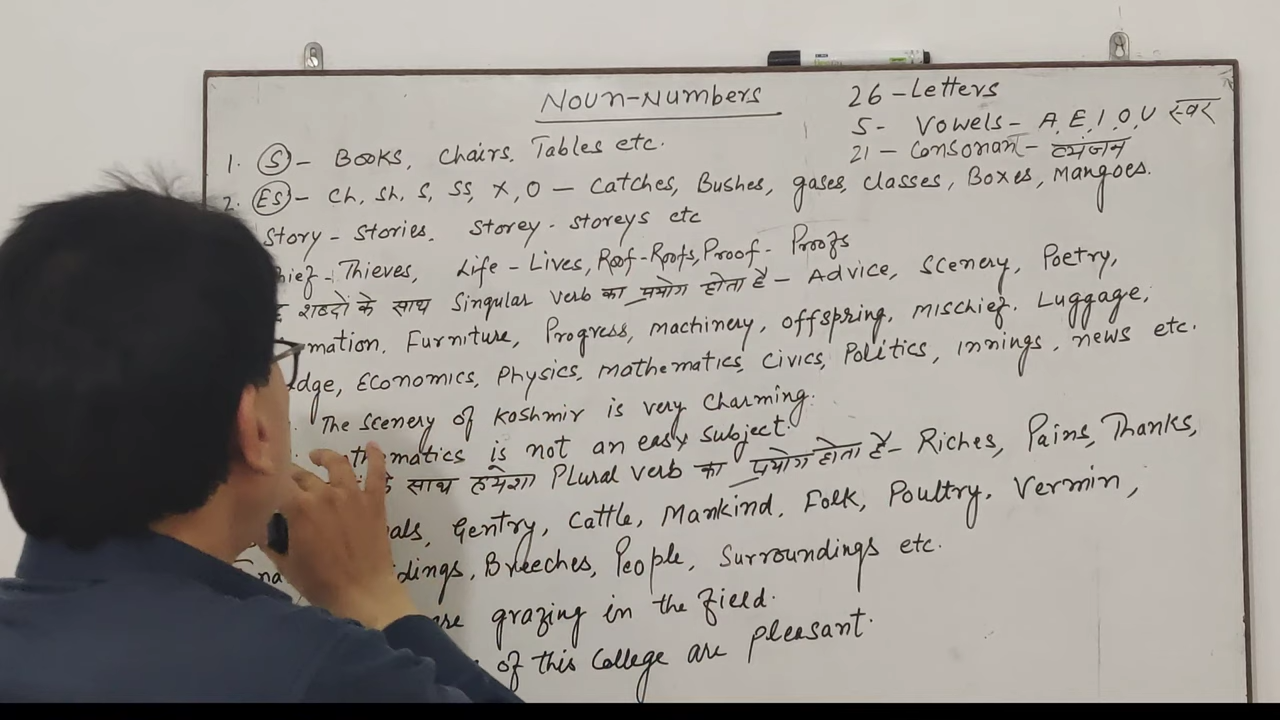 Noun-Numbers
26 - Letters
5 - Vowels - A, E, I, O, U स्वर
21 - Consonant - व्यंजन
1. (S) - Books, Chairs, Tables etc.
2. (ES) - Ch, Sh, S, SS, X, O - Catches, Bushes, gases, Classes, Boxes, Mangoes.
Story - Stories. Storey - Storeys etc
hief - Thieves, Life - Lives, Roof - Roofs, Proof - Proofs
शब्दों के साथ Singular verb का प्रयोग होता है - Advice, Scenery, Poetry,
mation, Furniture, Progress, Machinery, Offspring, Mischief, Luggage,
dge, Economics, Physics, Mathematics, Civics, Politics, Innings, News etc.
The Scenery of Kashmir is very Charming.
thematics is not an easy Subject.
के साथ हमेशा Plural verb का प्रयोग होता है - Riches, Pains, Thanks,
als, Gentry, Cattle, Mankind, Folk, Poultry, Vermin,
dings, Breeches, People, Surroundings etc.
are grazing in the field.
of this College are pleasant.